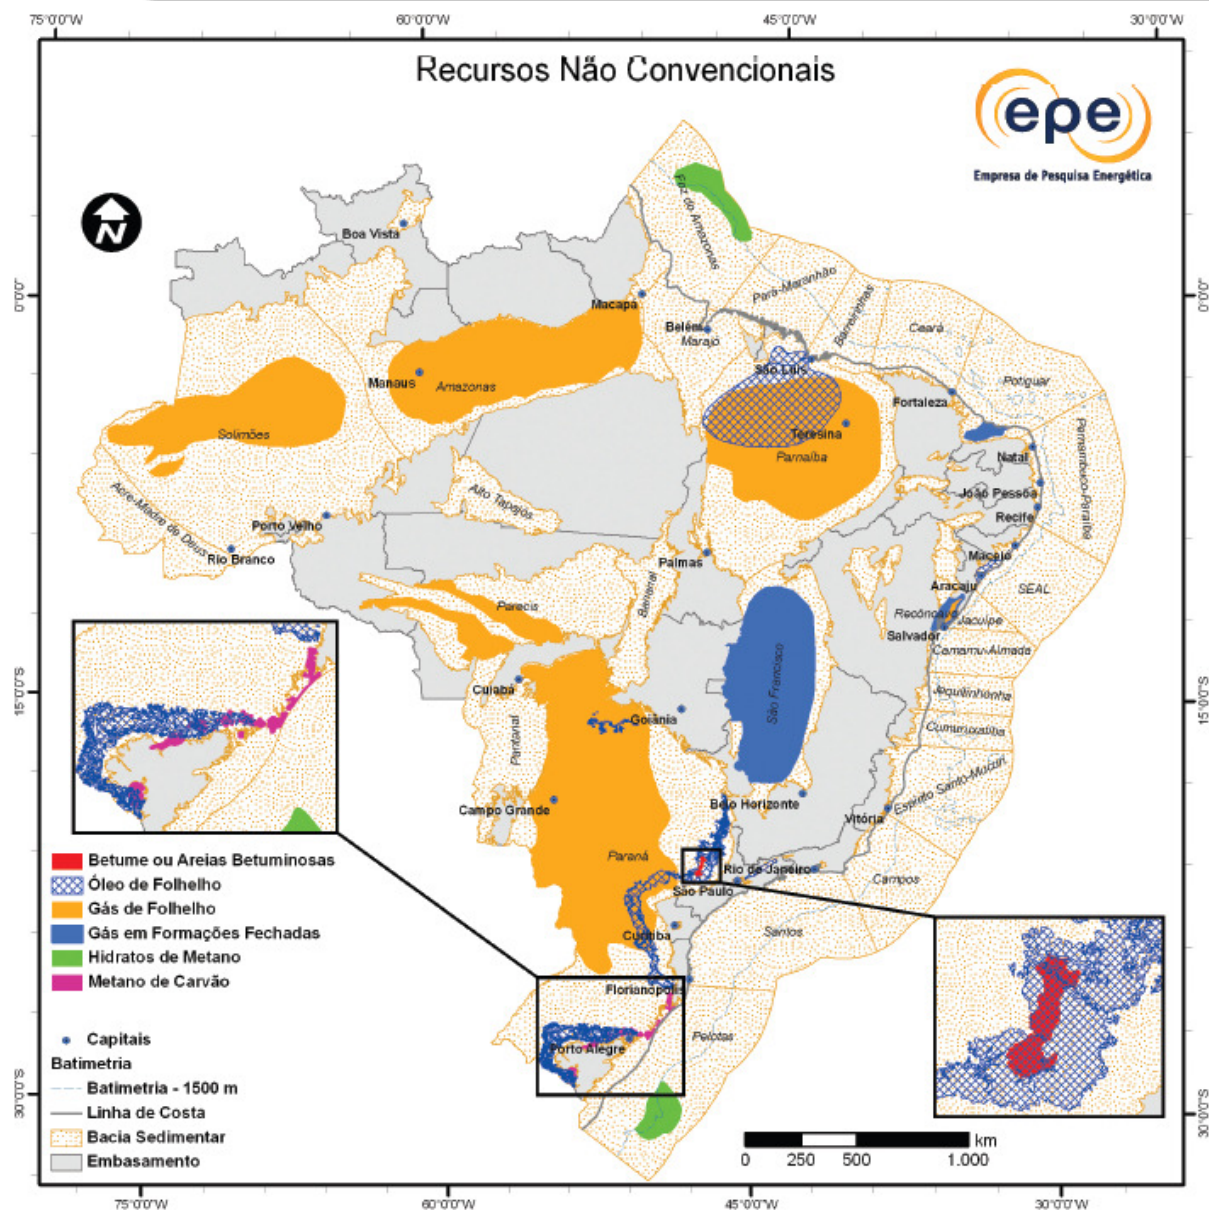 75°0'0"W
60°0'0"W
45°0'0"W
30°0'0"W
Recursos Não Convencionais
epe
Empresa de Pesquisa Energética
N
Foz do Amazonas
Boa Vista
Pará-Maranhão
0°0'0"
0°0'0"
Macapá
Barreirinhas
Belém
Marajó
Ceará
São Luís
Potiguar
Manaus
Amazonas
Fortaleza
Solimões
Teresina
Parnaíba
Natal
Pernambuco-Paraíba
Acre-Madre de Deus
Alto Tapajós
João Pessoa
Recife
Porto Velho
Rio Branco
Palmas
Maceió
Bananal
Aracaju
SEAL
Parecis
Recôncavo
Jacuípe
Salvador
Camamu-Almada
São Francisco
15°0'0"S
15°0'0"S
Cuiabá
Jequitinhonha
Goiânia
Cumuruxatiba
Pantanal
Espírito Santo-Mucuri
Belo Horizonte
Campo Grande
Vitória
Paraná
Rio de Janeiro
Campos
São Paulo
Curitiba
Santos
Florianópolis
Pelotas
Porto Alegre
Betume ou Areias Betuminosas
Óleo de Folhelho
Gás de Folhelho
Gás em Formações Fechadas
Hidratos de Metano
Metano de Carvão
Capitais
Batimetria
Batimetria - 1500 m
Linha de Costa
Bacia Sedimentar
Embasamento
30°0'0"S
30°0'0"S
km
0 250 500 1.000
75°0'0"W
60°0'0"W
45°0'0"W
30°0'0"W